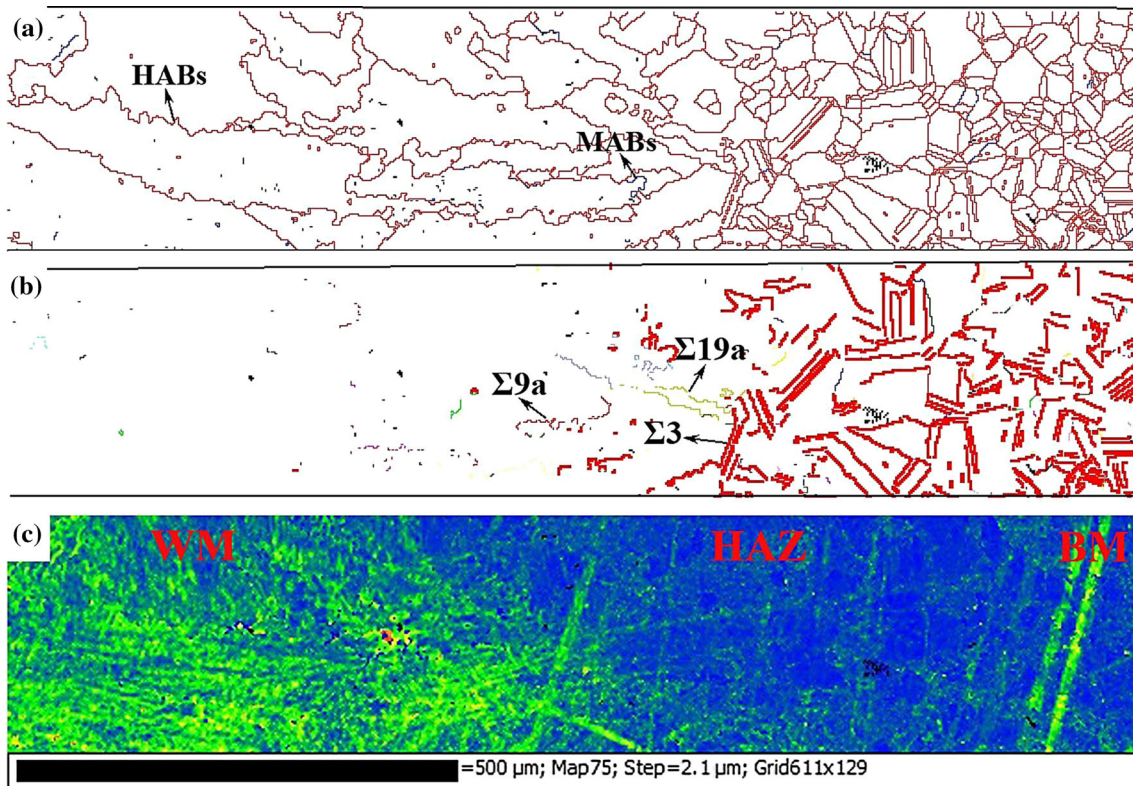 (a)
HABs
MABs
(b)
Σ19a
Σ9a
Σ3
(c)
WM HAZ BM
=500 µm; Map75; Step=2.1 µm; Grid611x129